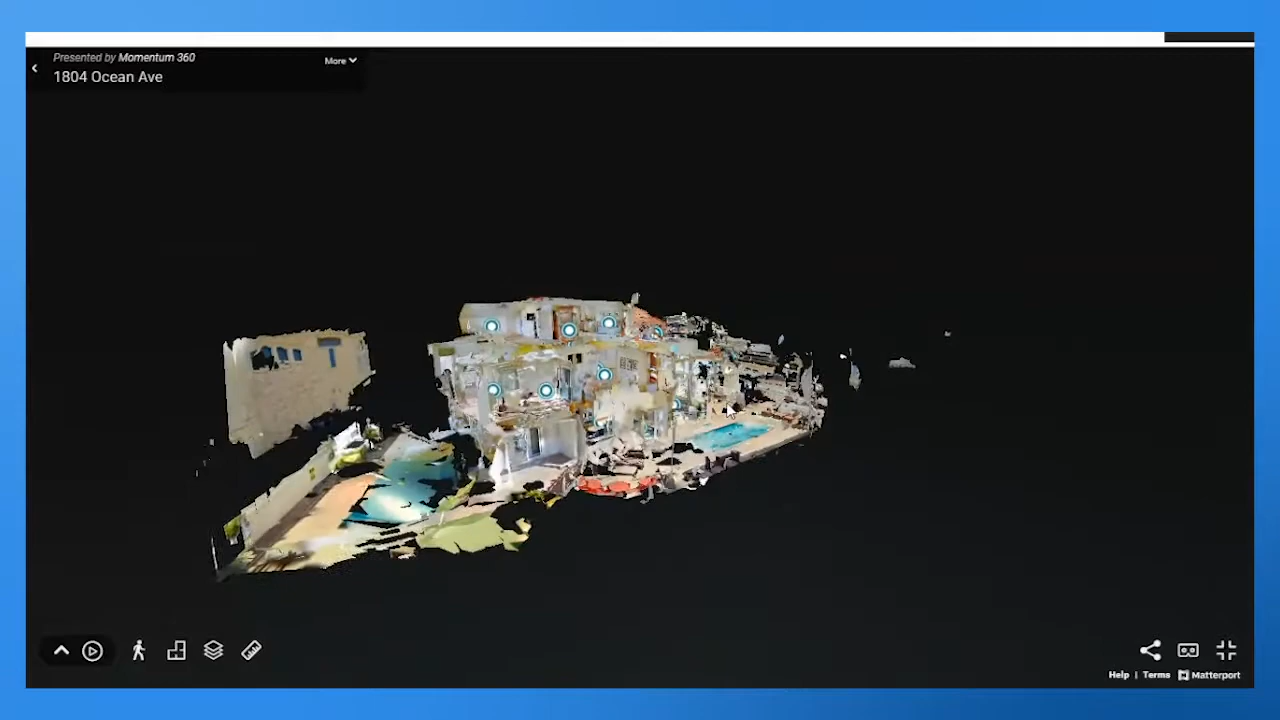 Presented by Momentum 360
More
1804 Ocean Ave
Help | Terms Matterport